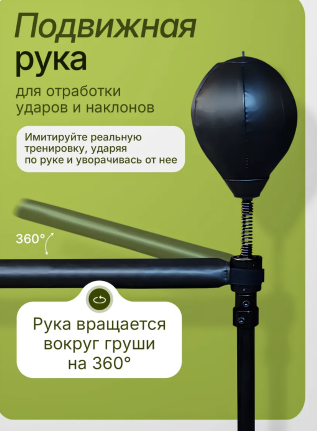 Подвижная
рука
для отработки
ударов и наклонов
Имитируйте реальную
тренировку, ударяя
по руке и уворачивась от нее
360°
Рука вращается
вокруг груши
на 360°